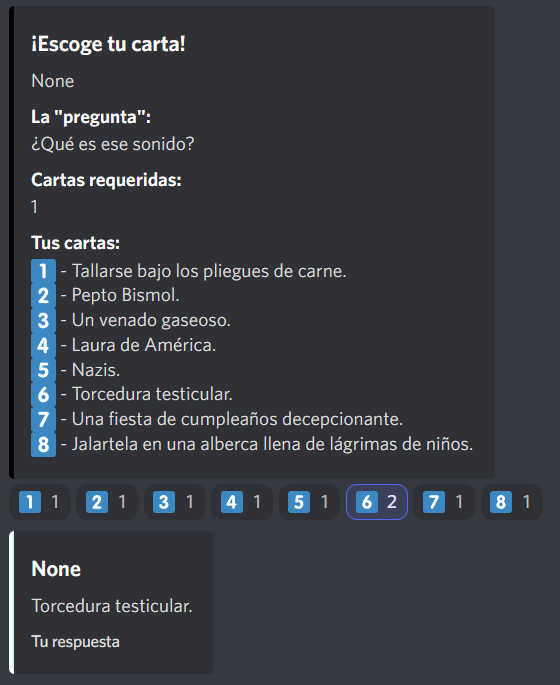 ¡Escoge tu carta!
None
La "pregunta":
¿Qué es ese sonido?
Cartas requeridas:
1
Tus cartas:
1 - Tallarse bajo los pliegues de carne.
2 - Pepto Bismol.
3 - Un venado gaseoso.
4 - Laura de América.
5 - Nazis.
6 - Torcedura testicular.
7 - Una fiesta de cumpleaños decepcionante.
8 - Jalartela en una alberca llena de lágrimas de niños.
1 1 2 1 3 1 4 1 5 1 6 2 7 1 8 1
None
Torcedura testicular.
Tu respuesta